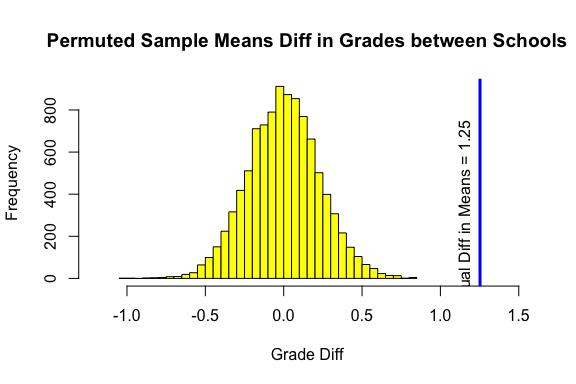 Permuted Sample Means Diff in Grades between Schools
Frequency
800
600
400
200
0
ual Diff in Means = 1.25
-1.0 -0.5 0.0 0.5 1.0 1.5
Grade Diff